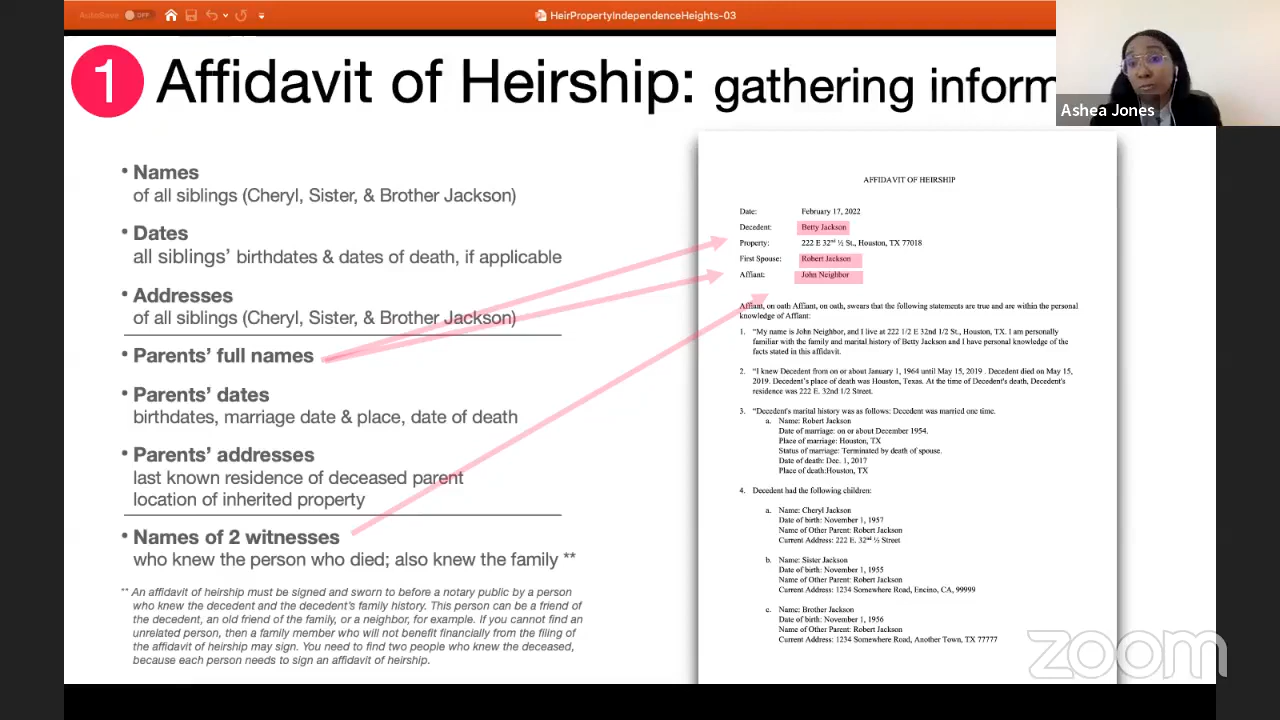 AutoSave OFF
HeirPropertyIndependenceHeights-03
1 Affidavit of Heirship: gathering inform
Ashea Jones
• Names
of all siblings (Cheryl, Sister, & Brother Jackson)
• Dates
all siblings’ birthdates & dates of death, if applicable
• Addresses
of all siblings (Cheryl, Sister, & Brother Jackson)
• Parents’ full names
• Parents’ dates
birthdates, marriage date & place, date of death
• Parents’ addresses
last known residence of deceased parent
location of inherited property
• Names of 2 witnesses
who knew the person who died; also knew the family **
** An affidavit of heirship must be signed and sworn to before a notary public by a person
who knew the decedent and the decedent's family history. This person can be a friend of
the decedent, an old friend of the family, or a neighbor, for example. If you cannot find an
unrelated person, then a family member who will not benefit financially from the filing of
the affidavit of heirship may sign. You need to find two people who knew the deceased,
because each person needs to sign an affidavit of heirship.
AFFIDAVIT OF HEIRSHIP
Date: February 17, 2022
Decedent: Betty Jackson
Property: 222 E 32nd ½ St., Houston, TX 77018
First Spouse: Robert Jackson
Affiant: John Neighbor
Affiant, on oath Affiant, on oath, swears that the following statements are true and are within the personal
knowledge of Affiant:
1. “My name is John Neighbor, and I live at 222 1/2 E 32nd 1/2 St., Houston, TX. I am personally
familiar with the family and marital history of Betty Jackson and I have personal knowledge of the
facts stated in this affidavit.
2. “I knew Decedent from on or about January 1, 1964 until May 15, 2019 . Decedent died on May 15,
2019. Decedent’s place of death was Houston, Texas. At the time of Decedent's death, Decedent's
residence was 222 E. 32nd 1/2 Street.
3. “Decedent's marital history was as follows: Decedent was married one time.
a. Name: Robert Jackson
Date of marriage: on or about December 1954.
Place of marriage: Houston, TX
Status of marriage: Terminated by death of spouse.
Date of death: Dec. 1, 2017
Place of death:Houston, TX
4. Decedent had the following children:
a. Name: Cheryl Jackson
Date of birth: November 1, 1957
Name of Other Parent: Robert Jackson
Current Address: 222 E. 32nd ½ Street
b. Name: Sister Jackson
Date of birth: November 1, 1955
Name of Other Parent: Robert Jackson
Current Address: 1234 Somewhere Road, Encino, CA, 99999
c. Name: Brother Jackson
Date of birth: November 1, 1956
Name of Other Parent: Robert Jackson
Current Address: 1234 Somewhere Road, Another Town, TX 77777
zoom